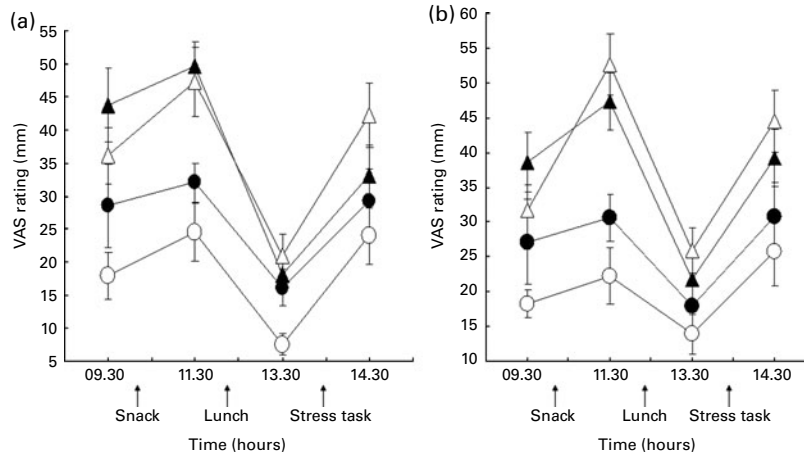 (a)
VAS rating (mm)
55
50
45
40
35
30
25
20
15
10
5
09.30 11.30 13.30 14.30
Snack Lunch Stress task
Time (hours)
(b)
VAS rating (mm)
60
55
50
45
40
35
30
25
20
15
10
09.30 11.30 13.30 14.30
Snack Lunch Stress task
Time (hours)